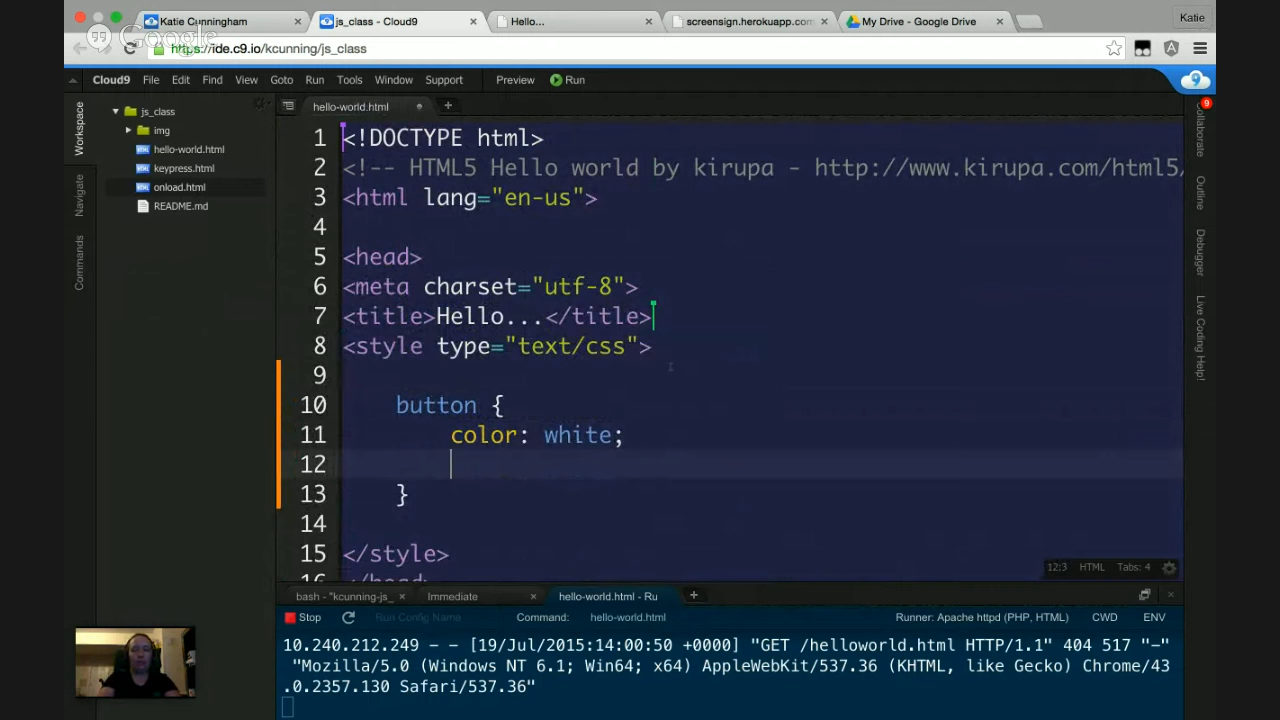 Katie Cunningham
js_class - Cloud9
Hello...
screensign.herokuapp.com/
My Drive - Google Drive
Katie
Google
https://ide.c9.io/kcunning/js_class
Cloud9 File Edit Find View Goto Run Tools Window Support Preview Run
9
Workspace
Navigate
Commands
js_class
img
hello-world.html
keypress.html
onload.html
README.md
hello-world.html
1 <!DOCTYPE html>
2 <!-- HTML5 Hello world by kirupa - http://www.kirupa.com/html5/
3 <html lang="en-us">
4
5 <head>
6 <meta charset="utf-8">
7 <title>Hello...</title>
8 <style type="text/css">
9
10 button {
11 color: white;
12
13 }
14
15 </style>
16 </head>
12:3 HTML Tabs: 4
Collaborate
Outline
Debugger
Live Coding Help!
bash - "kcunning-js_
Immediate
hello-world.html - Ru
Stop Run Config Name Command: hello-world.html Runner: Apache httpd (PHP, HTML) CWD ENV
10.240.212.249 - - [19/Jul/2015:14:00:50 +0000] "GET /helloworld.html HTTP/1.1" 404 517 "-"
"Mozilla/5.0 (Windows NT 6.1; Win64; x64) AppleWebKit/537.36 (KHTML, like Gecko) Chrome/43
.0.2357.130 Safari/537.36"